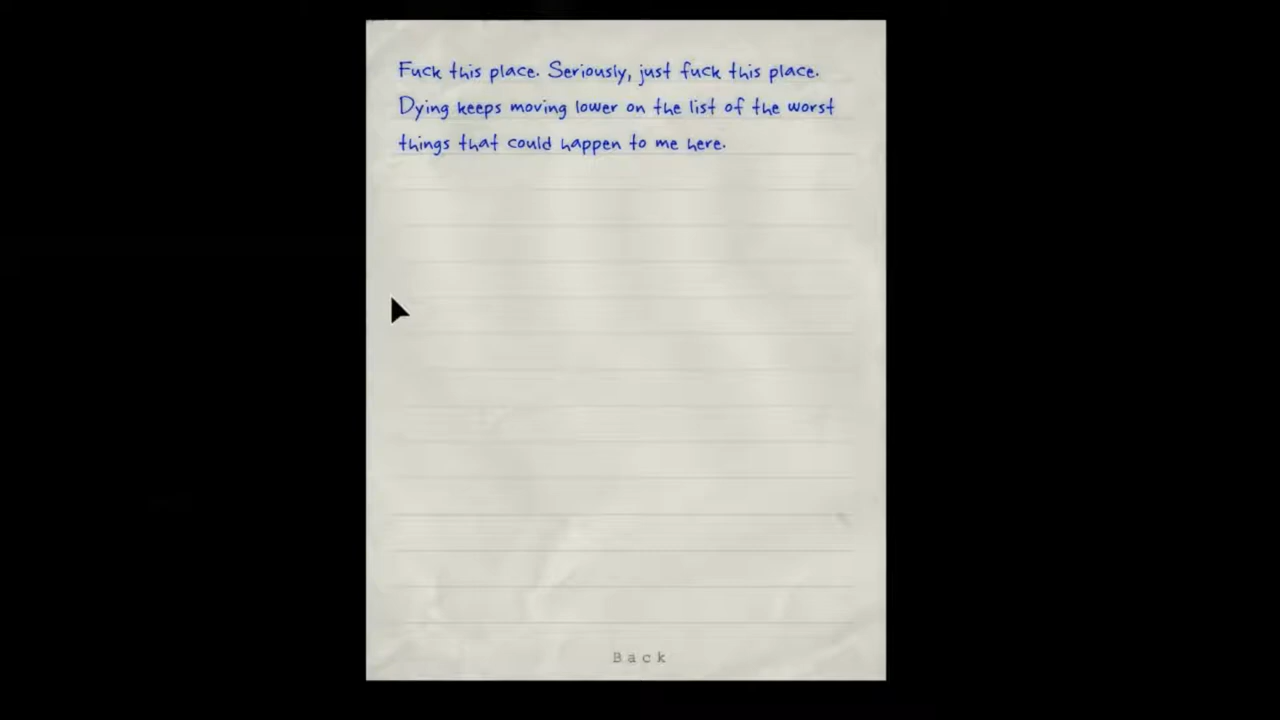 Fuck this place. Seriously, just fuck this place.
Dying keeps moving lower on the list of the worst
things that could happen to me here.
Back